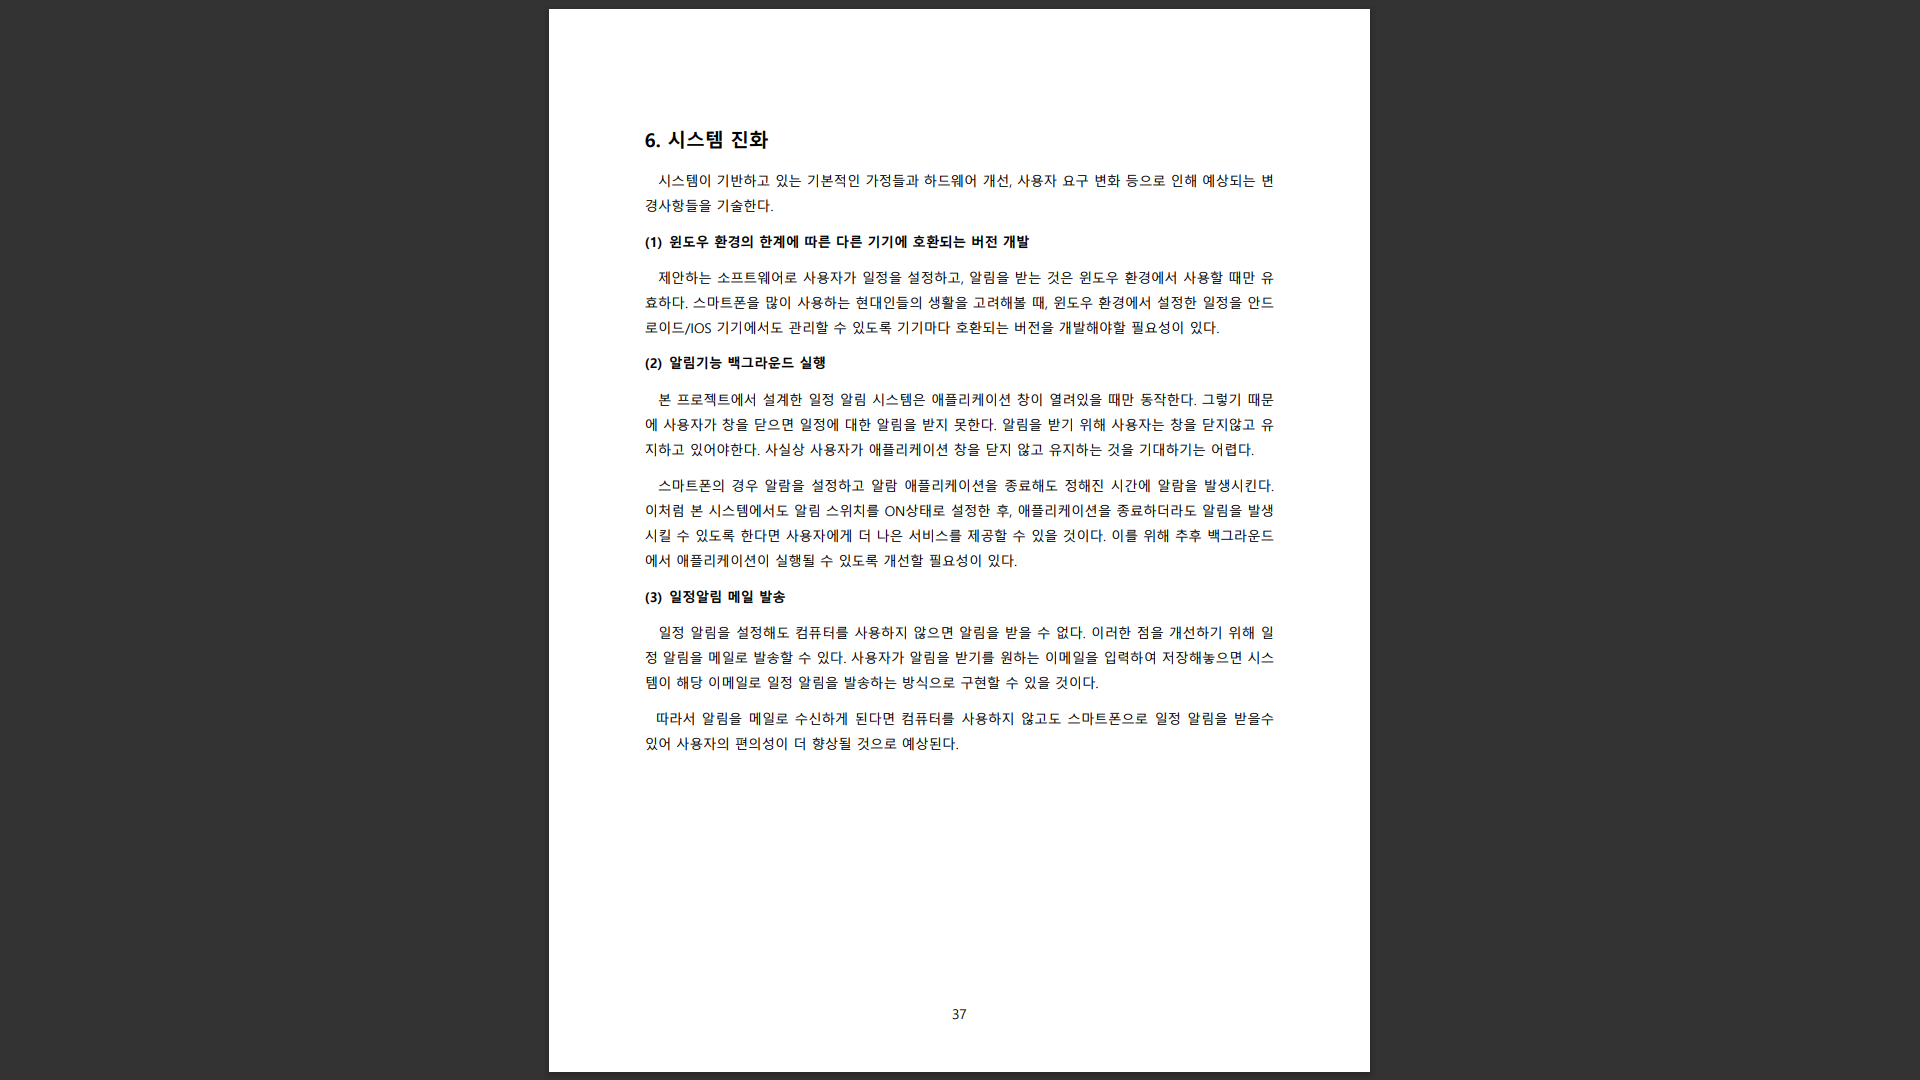 6. 시스템 진화
시스템이 기반하고 있는 기본적인 가정들과 하드웨어 개선, 사용자 요구 변화 등으로 인해 예상되는 변
경사항들을 기술한다.
(1) 윈도우 환경의 한계에 따른 다른 기기에 호환되는 버전 개발
제안하는 소프트웨어로 사용자가 일정을 설정하고, 알림을 받는 것은 윈도우 환경에서 사용할 때만 유
효하다. 스마트폰을 많이 사용하는 현대인들의 생활을 고려해볼 때, 윈도우 환경에서 설정한 일정을 안드
로이드/IOS 기기에서도 관리할 수 있도록 기기마다 호환되는 버전을 개발해야할 필요성이 있다.
(2) 알림기능 백그라운드 실행
본 프로젝트에서 설계한 일정 알림 시스템은 애플리케이션 창이 열려있을 때만 동작한다. 그렇기 때문
에 사용자가 창을 닫으면 일정에 대한 알림을 받지 못한다. 알림을 받기 위해 사용자는 창을 닫지않고 유
지하고 있어야한다. 사실상 사용자가 애플리케이션 창을 닫지 않고 유지하는 것을 기대하기는 어렵다.
스마트폰의 경우 알람을 설정하고 알람 애플리케이션을 종료해도 정해진 시간에 알람을 발생시킨다.
이처럼 본 시스템에서도 알림 스위치를 ON상태로 설정한 후, 애플리케이션을 종료하더라도 알림을 발생
시킬 수 있도록 한다면 사용자에게 더 나은 서비스를 제공할 수 있을 것이다. 이를 위해 추후 백그라운드
에서 애플리케이션이 실행될 수 있도록 개선할 필요성이 있다.
(3) 일정알림 메일 발송
일정 알림을 설정해도 컴퓨터를 사용하지 않으면 알림을 받을 수 없다. 이러한 점을 개선하기 위해 일
정 알림을 메일로 발송할 수 있다. 사용자가 알림을 받기를 원하는 이메일을 입력하여 저장해놓으면 시스
템이 해당 이메일로 일정 알림을 발송하는 방식으로 구현할 수 있을 것이다.
따라서 알림을 메일로 수신하게 된다면 컴퓨터를 사용하지 않고도 스마트폰으로 일정 알림을 받을수
있어 사용자의 편의성이 더 향상될 것으로 예상된다.
37